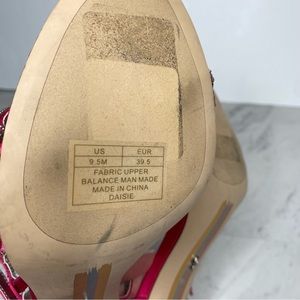 US EUR
9.5M 39.5
FABRIC UPPER
BALANCE MAN MADE
MADE IN CHINA
DAISIE